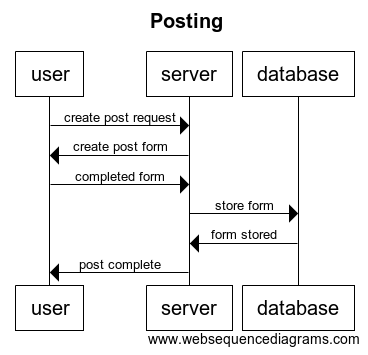 Posting
user server database
create post request
create post form
completed form
store form
form stored
post complete
user server database
www.websequencediagrams.com